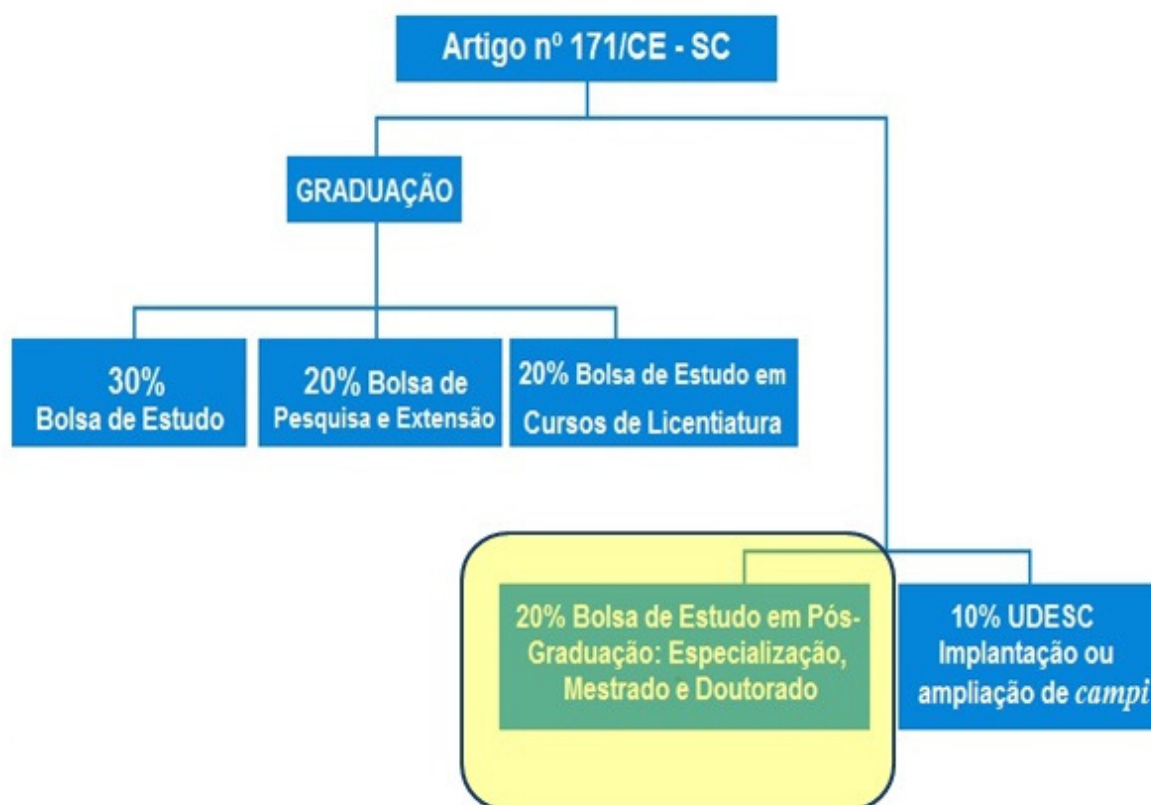 Artigo nº 171/CE - SC
GRADUAÇÃO
30%
Bolsa de Estudo
20% Bolsa de
Pesquisa e Extensão
20% Bolsa de Estudo em
Cursos de Licentiatura
20% Bolsa de Estudo em Pós-
Graduação: Especialização,
Mestrado e Doutorado
10% UDESC
Implantação ou
ampliação de campi